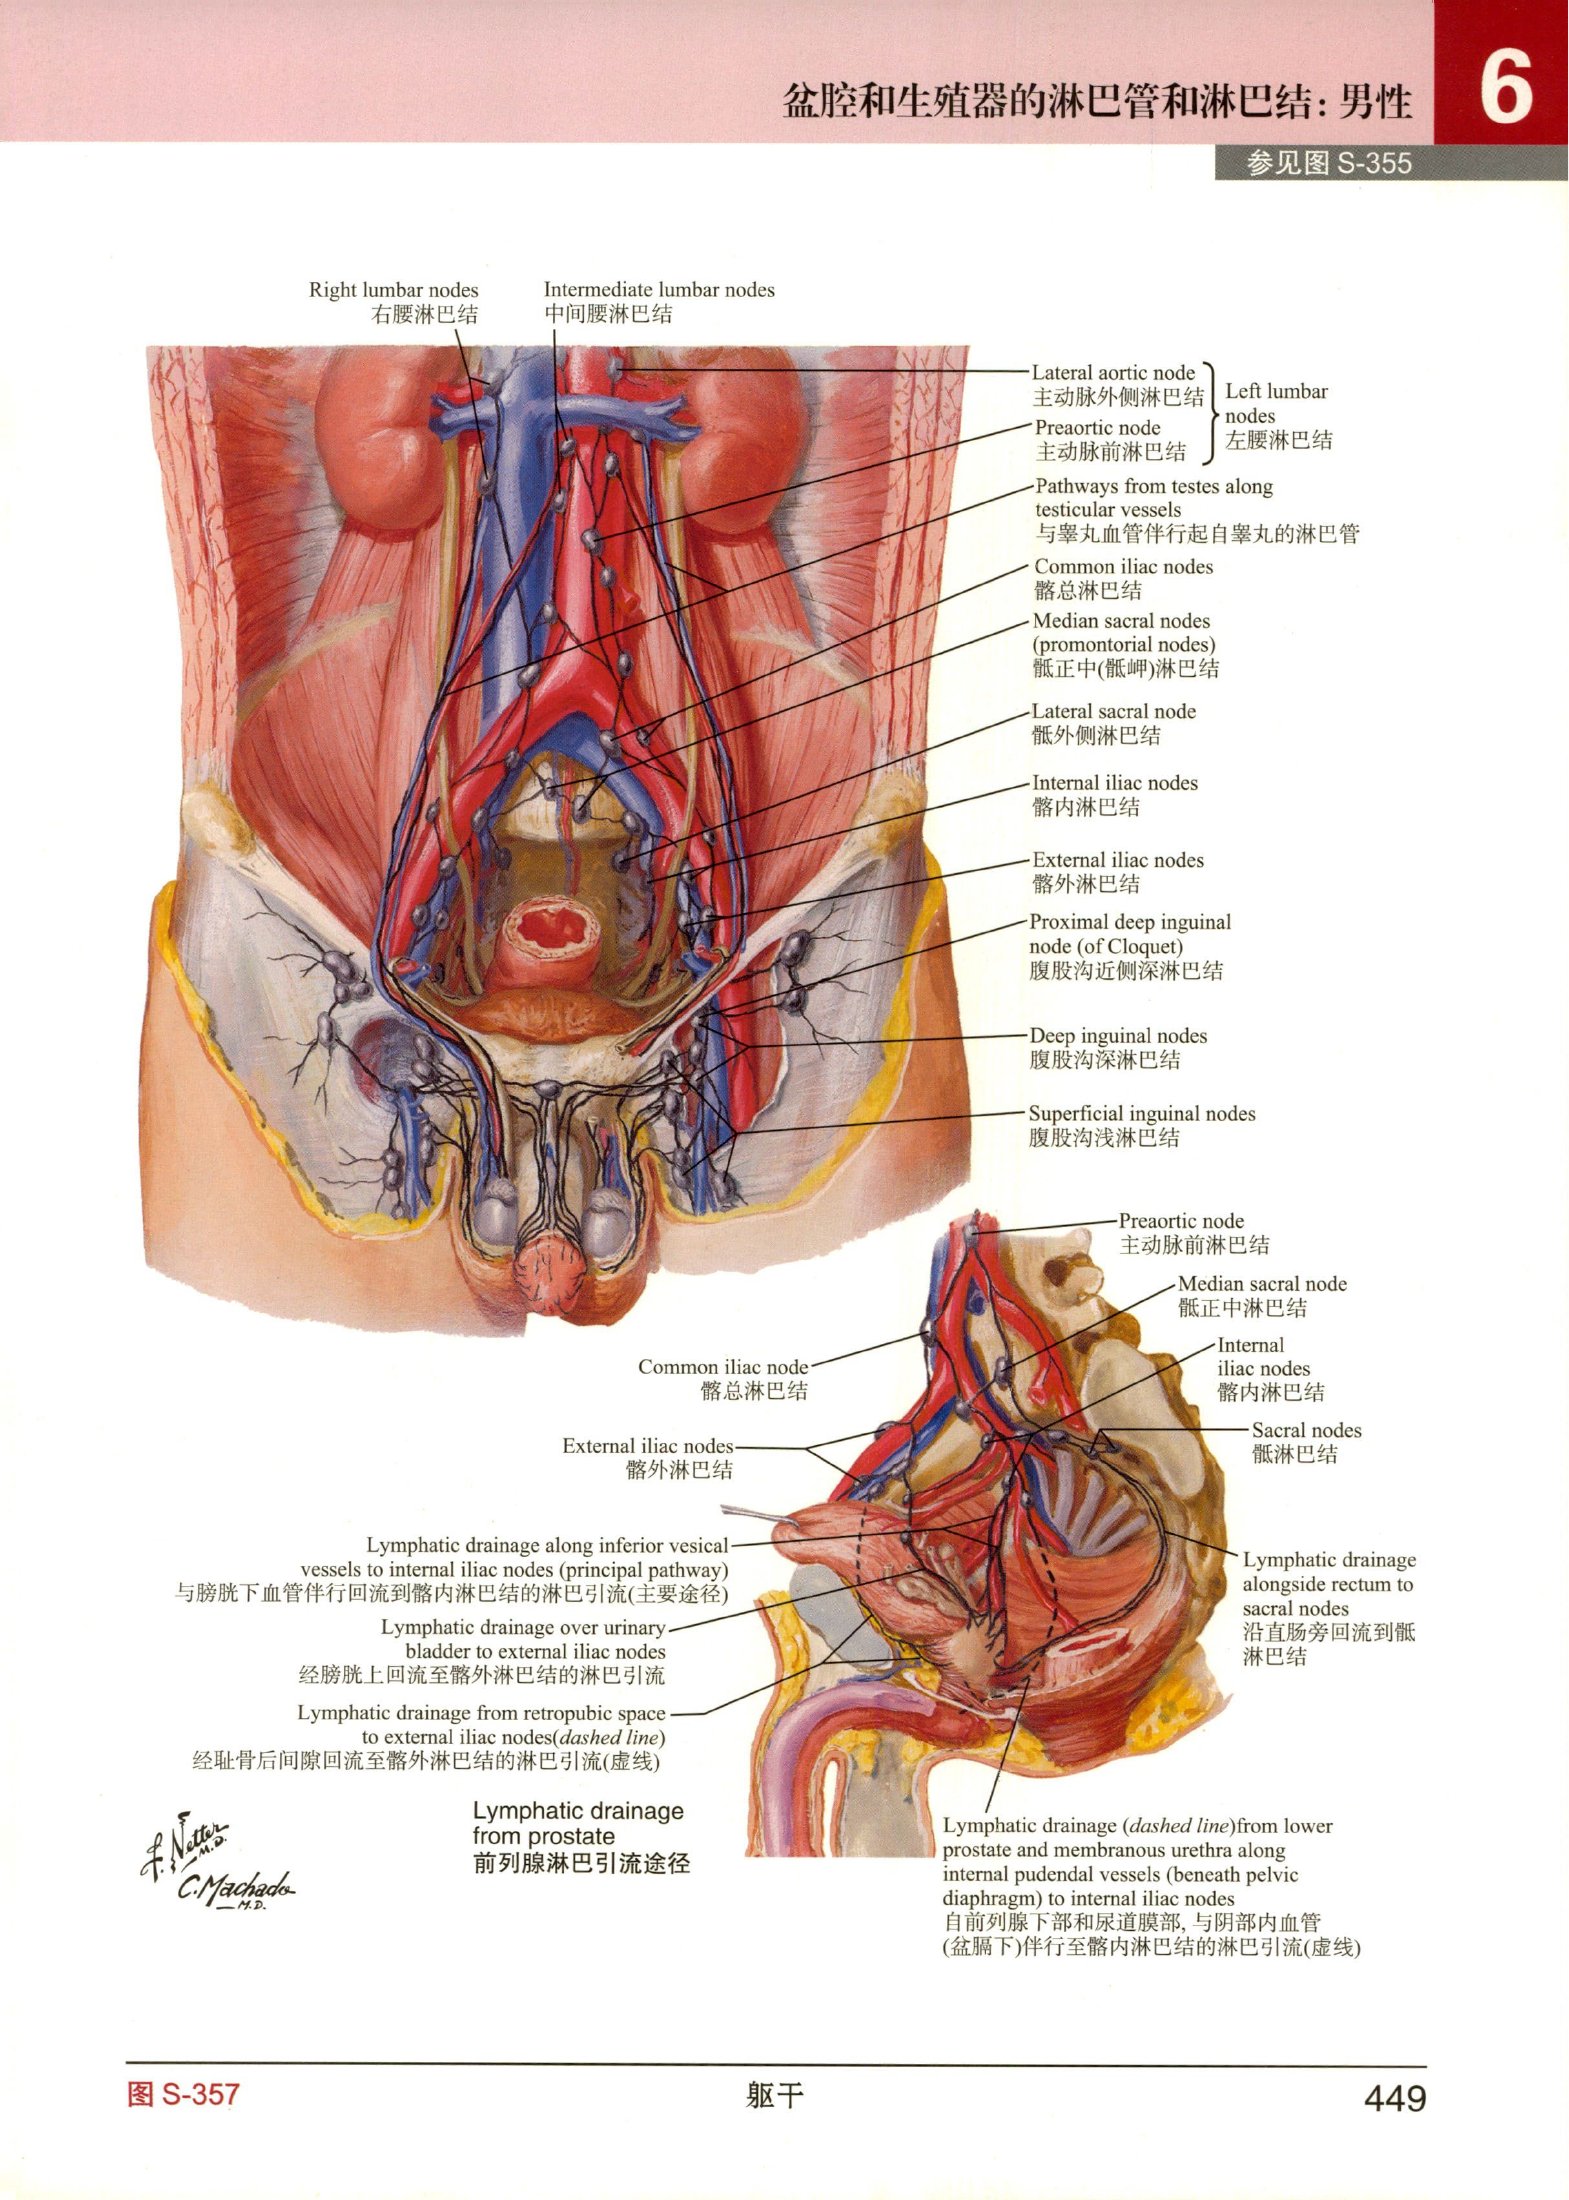 盆腔和生殖器的淋巴管和淋巴结：男性
6
参见图 S-355
Right lumbar nodes
右腰淋巴结
Intermediate lumbar nodes
中间腰淋巴结
Lateral aortic node
主动脉外侧淋巴结
Preaortic node
主动脉前淋巴结
Left lumbar
nodes
左腰淋巴结
Pathways from testes along
testicular vessels
与睾丸血管伴行起自睾丸的淋巴管
Common iliac nodes
髂总淋巴结
Median sacral nodes
(promontorial nodes)
骶正中(骶岬)淋巴结
Lateral sacral node
骶外侧淋巴结
Internal iliac nodes
髂内淋巴结
External iliac nodes
髂外淋巴结
Proximal deep inguinal
node (of Cloquet)
腹股沟近侧深淋巴结
Deep inguinal nodes
腹股沟深淋巴结
Superficial inguinal nodes
腹股沟浅淋巴结
Preaortic node
主动脉前淋巴结
Median sacral node
骶正中淋巴结
Internal
iliac nodes
髂内淋巴结
Common iliac node
髂总淋巴结
Sacral nodes
骶淋巴结
External iliac nodes
髂外淋巴结
Lymphatic drainage along inferior vesical
vessels to internal iliac nodes (principal pathway)
与膀胱下血管伴行回流到髂内淋巴结的淋巴引流(主要途径)
Lymphatic drainage
alongside rectum to
sacral nodes
沿直肠旁回流到骶
淋巴结
Lymphatic drainage over urinary
bladder to external iliac nodes
经膀胱上回流至髂外淋巴结的淋巴引流
Lymphatic drainage from retropubic space
to external iliac nodes(dashed line)
经耻骨后间隙回流至髂外淋巴结的淋巴引流(虚线)
Lymphatic drainage
from prostate
前列腺淋巴引流途径
Lymphatic drainage (dashed line)from lower
prostate and membranous urethra along
internal pudendal vessels (beneath pelvic
diaphragm) to internal iliac nodes
自前列腺下部和尿道膜部, 与阴部内血管
(盆膈下)伴行至髂内淋巴结的淋巴引流(虚线)
F. Netter
M.D.
C. Machado
M.D.
图 S-357
躯干
449